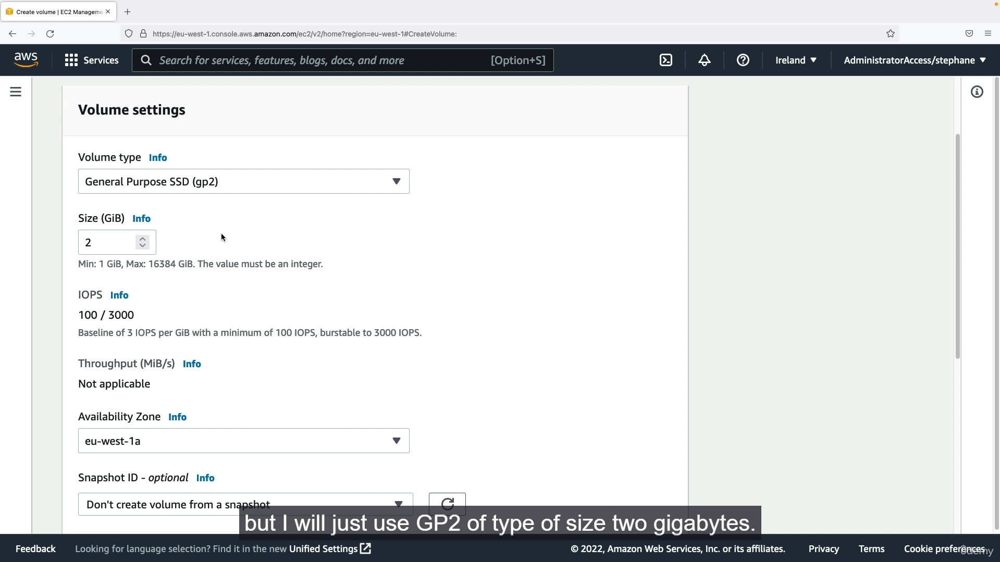 Create volume | EC2 Manageme
https://eu-west-1.console.aws.amazon.com/ec2/v2/home?region=eu-west-1#CreateVolume:
aws
Services
Search for services, features, blogs, docs, and more
[Option+S]
Ireland
AdministratorAccess/stephane
Volume settings
Volume type Info
General Purpose SSD (gp2)
Size (GiB) Info
2
Min: 1 GiB, Max: 16384 GiB. The value must be an integer.
IOPS Info
100 / 3000
Baseline of 3 IOPS per GiB with a minimum of 100 IOPS, burstable to 3000 IOPS.
Throughput (MiB/s) Info
Not applicable
Availability Zone Info
eu-west-1a
Snapshot ID - optional Info
Don't create volume from a snapshot
but I will just use GP2 of type of size two gigabytes.
Feedback
Looking for language selection? Find it in the new Unified Settings
© 2022, Amazon Web Services, Inc. or its affiliates.
Privacy
Terms
Cookie preferences
ûdemy